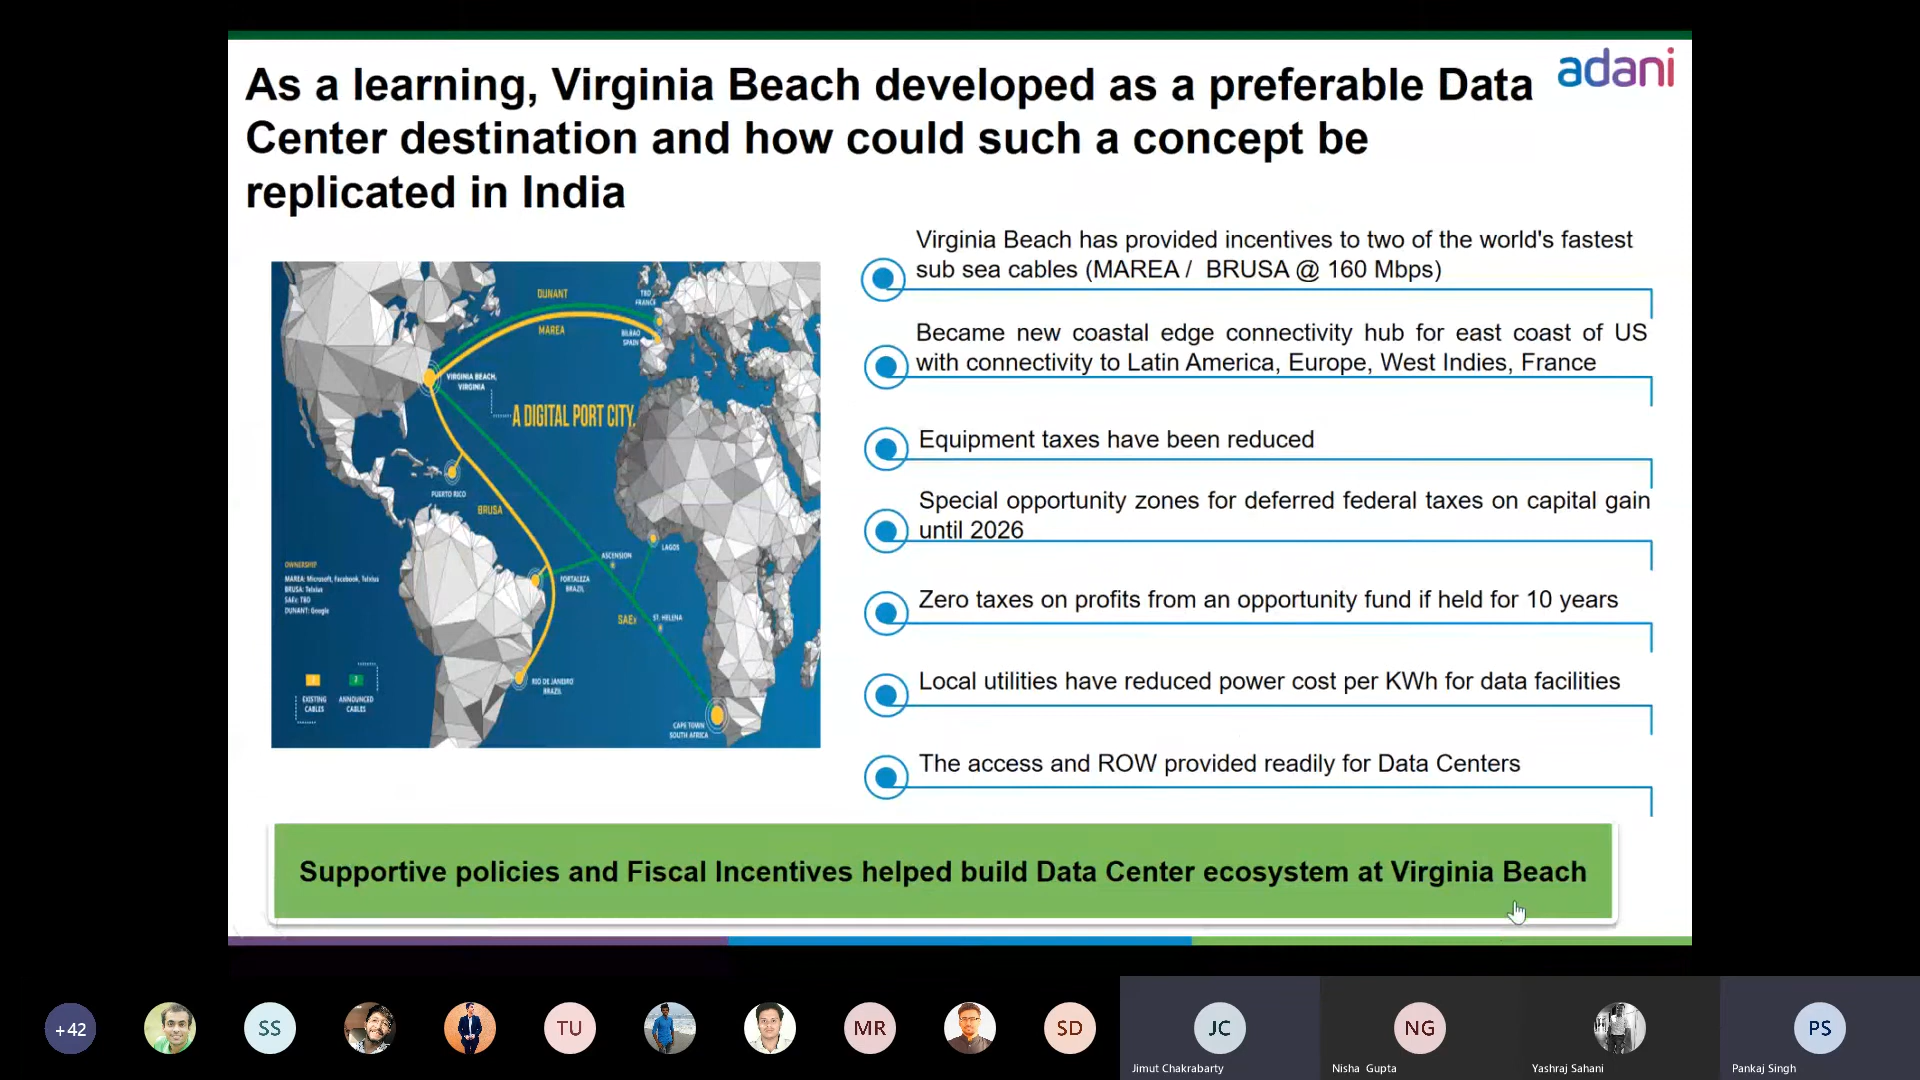 adani
As a learning, Virginia Beach developed as a preferable Data
Center destination and how could such a concept be
replicated in India
DUNANT
TBD
FRANCE
MAREA
BILBAO
SPAIN
VIRGINIA BEACH,
VIRGINIA
A DIGITAL PORT CITY.
PUERTO RICO
BRUSA
ASCENSION
LAGOS
FORTALEZA
BRAZIL
SAEx
ST. HELENA
OWNERSHIP
MAREA: Microsoft, Facebook, Telxius
BRUSA: Telxius
SAEx: TBD
DUNANT: Google
RIO DE JANEIRO
BRAZIL
EXISTING
CABLES
ANNOUNCED
CABLES
CAPE TOWN
SOUTH AFRICA
Virginia Beach has provided incentives to two of the world's fastest
sub sea cables (MAREA / BRUSA @ 160 Mbps)
Became new coastal edge connectivity hub for east coast of US
with connectivity to Latin America, Europe, West Indies, France
Equipment taxes have been reduced
Special opportunity zones for deferred federal taxes on capital gain
until 2026
Zero taxes on profits from an opportunity fund if held for 10 years
Local utilities have reduced power cost per KWh for data facilities
The access and ROW provided readily for Data Centers
Supportive policies and Fiscal Incentives helped build Data Center ecosystem at Virginia Beach
+42
SS
TU
MR
SD
JC
NG
PS
Jimut Chakrabarty
Nisha Gupta
Yashraj Sahani
Pankaj Singh